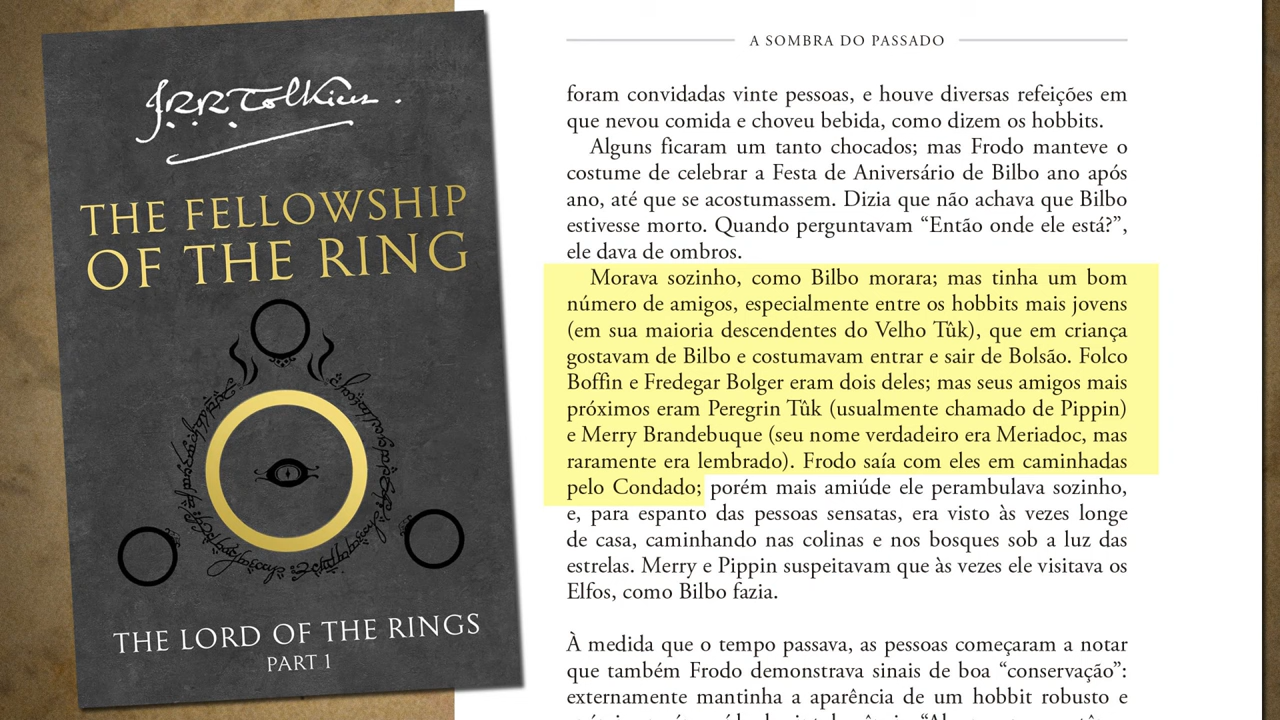 J.R.R. Tolkien.
THE FELLOWSHIP
OF THE RING
THE LORD OF THE RINGS
PART 1
A SOMBRA DO PASSADO
foram convidadas vinte pessoas, e houve diversas refeições em
que nevou comida e choveu bebida, como dizem os hobbits.
Alguns ficaram um tanto chocados; mas Frodo manteve o
costume de celebrar a Festa de Aniversário de Bilbo ano após
ano, até que se acostumassem. Dizia que não achava que Bilbo
estivesse morto. Quando perguntavam “Então onde ele está?”,
ele dava de ombros.
Morava sozinho, como Bilbo morara; mas tinha um bom
número de amigos, especialmente entre os hobbits mais jovens
(em sua maioria descendentes do Velho Tûk), que em criança
gostavam de Bilbo e costumavam entrar e sair de Bolsão. Folco
Boffin e Fredegar Bolger eram dois deles; mas seus amigos mais
próximos eram Peregrin Tûk (usualmente chamado de Pippin)
e Merry Brandebuque (seu nome verdadeiro era Meriadoc, mas
raramente era lembrado). Frodo saía com eles em caminhadas
pelo Condado; porém mais amiúde ele perambulava sozinho,
e, para espanto das pessoas sensatas, era visto às vezes longe
de casa, caminhando nas colinas e nos bosques sob a luz das
estrelas. Merry e Pippin suspeitavam que às vezes ele visitava os
Elfos, como Bilbo fazia.
À medida que o tempo passava, as pessoas começaram a notar
que também Frodo demonstrava sinais de boa “conservação”:
externamente mantinha a aparência de um hobbit robusto e